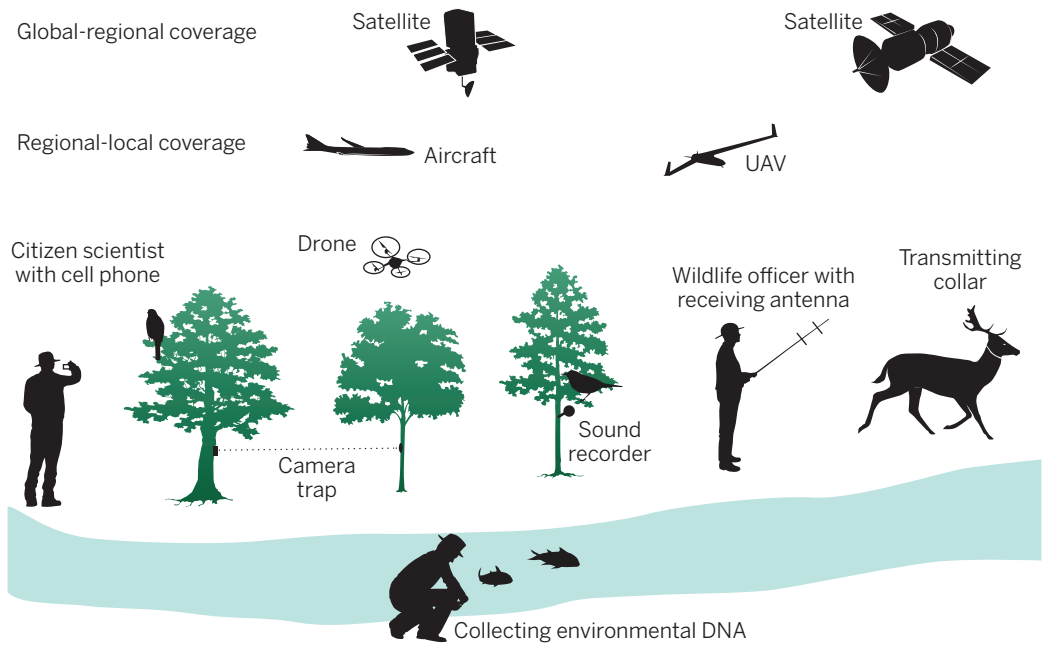 Global-regional coverage
Satellite
Satellite
Regional-local coverage
Aircraft
UAV
Citizen scientist
with cell phone
Drone
Wildlife officer with
receiving antenna
Transmitting
collar
Camera
trap
Sound
recorder
Collecting environmental DNA